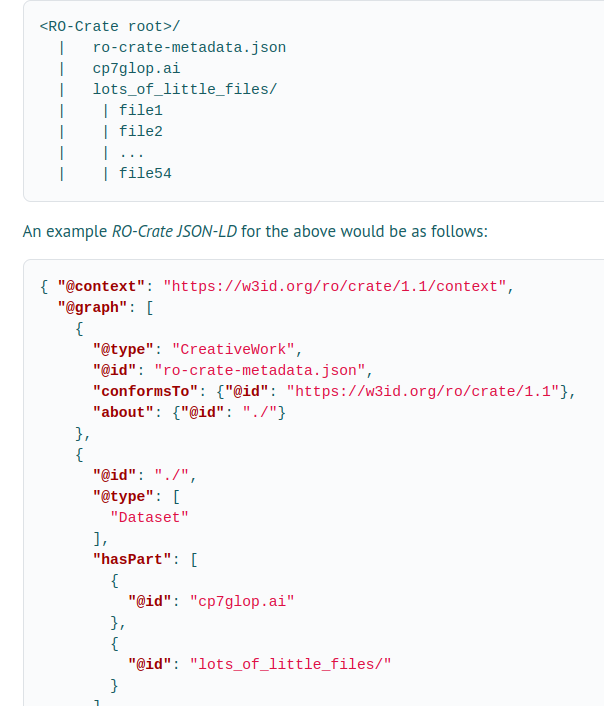 <RO-Crate root>/
  |   ro-crate-metadata.json
  |   cp7glop.ai
  |   lots_of_little_files/
  |    | file1
  |    | file2
  |    | ...
  |    | file54
An example RO-Crate JSON-LD for the above would be as follows:
{ "@context": "https://w3id.org/ro/crate/1.1/context",
  "@graph": [
    {
      "@type": "CreativeWork",
      "@id": "ro-crate-metadata.json",
      "conformsTo": {"@id": "https://w3id.org/ro/crate/1.1"},
      "about": {"@id": "./"}
    },
    {
      "@id": "./",
      "@type": [
        "Dataset"
      ],
      "hasPart": [
        {
          "@id": "cp7glop.ai"
        },
        {
          "@id": "lots_of_little_files/"
        }
      ]